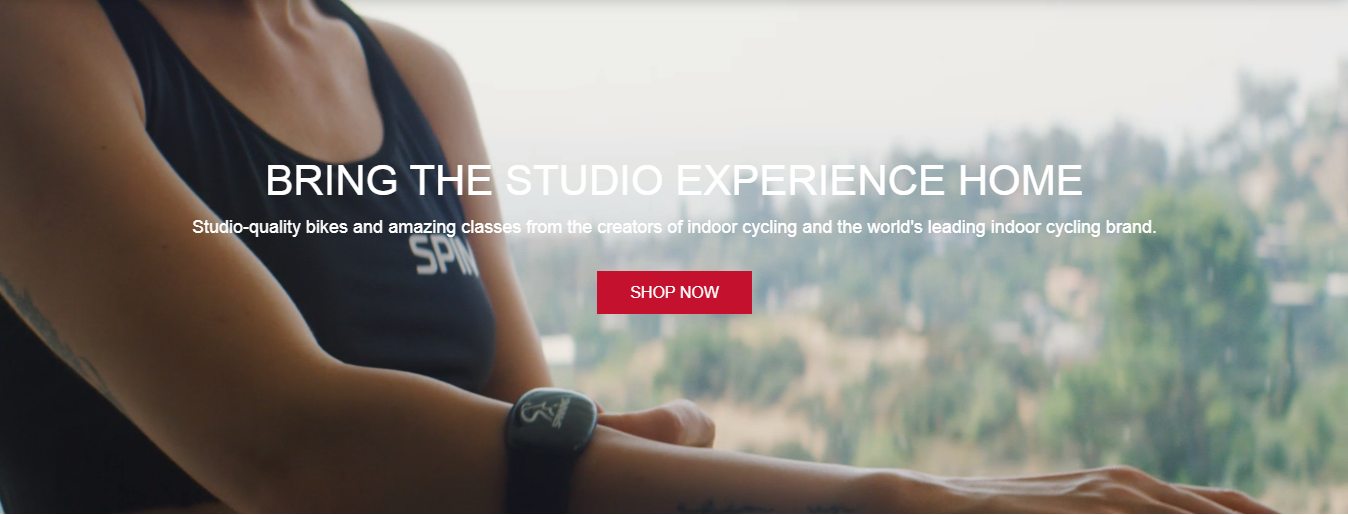 BRING THE STUDIO EXPERIENCE HOME
Studio-quality bikes and amazing classes from the creators of indoor cycling and the world's leading indoor cycling brand.
SPIN
SHOP NOW
SPINNING